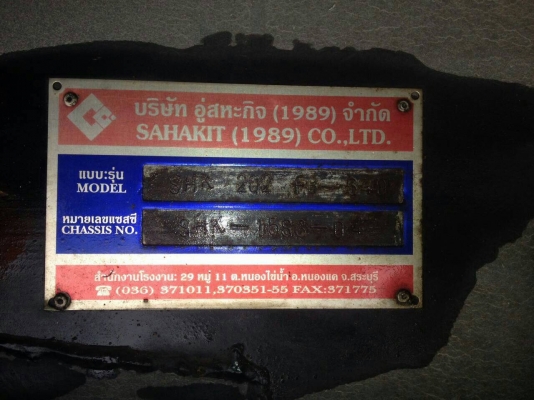 บริษัท อู่สหะกิจ (1989) จำกัด
SAHAKIT (1989) CO.,LTD.
แบบ:รุ่น
MODEL
หมายเลขแชสซี
CHASSIS NO.
สำนักงานโรงงาน: 29 หมู่ 11 ต.หนองไข่น้ำ อ.หนองแค จ.สระบุรี
☎ (036) 371011,370351-55 FAX:371775